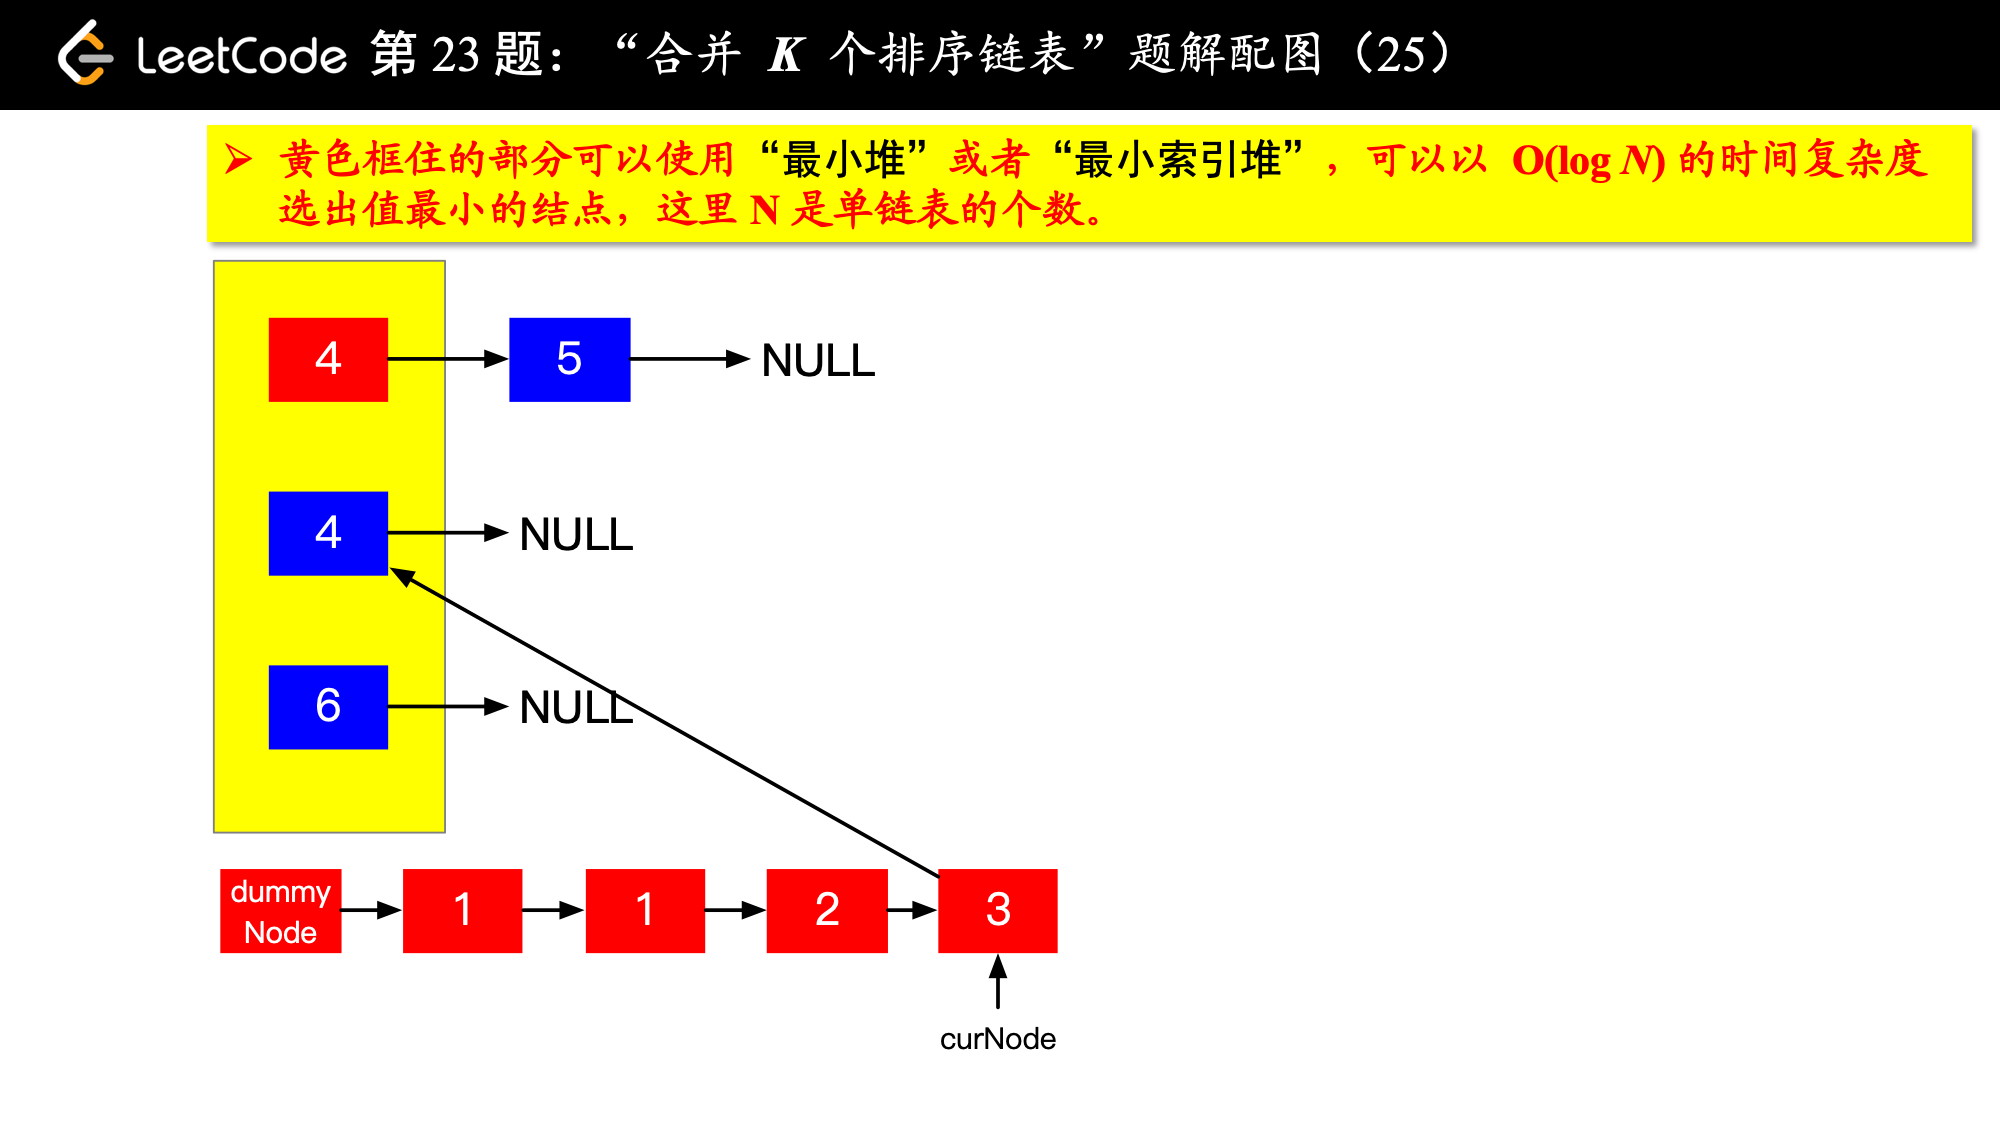 LeetCode 第 23 题：“合并 K 个排序链表”题解配图（25）
➢ 黄色框住的部分可以使用“最小堆”或者“最小索引堆”，可以以 O(log N) 的时间复杂度
选出值最小的结点，这里 N 是单链表的个数。
4 5 NULL
4 NULL
6 NULL
dummy
Node 1 1 2 3
curNode